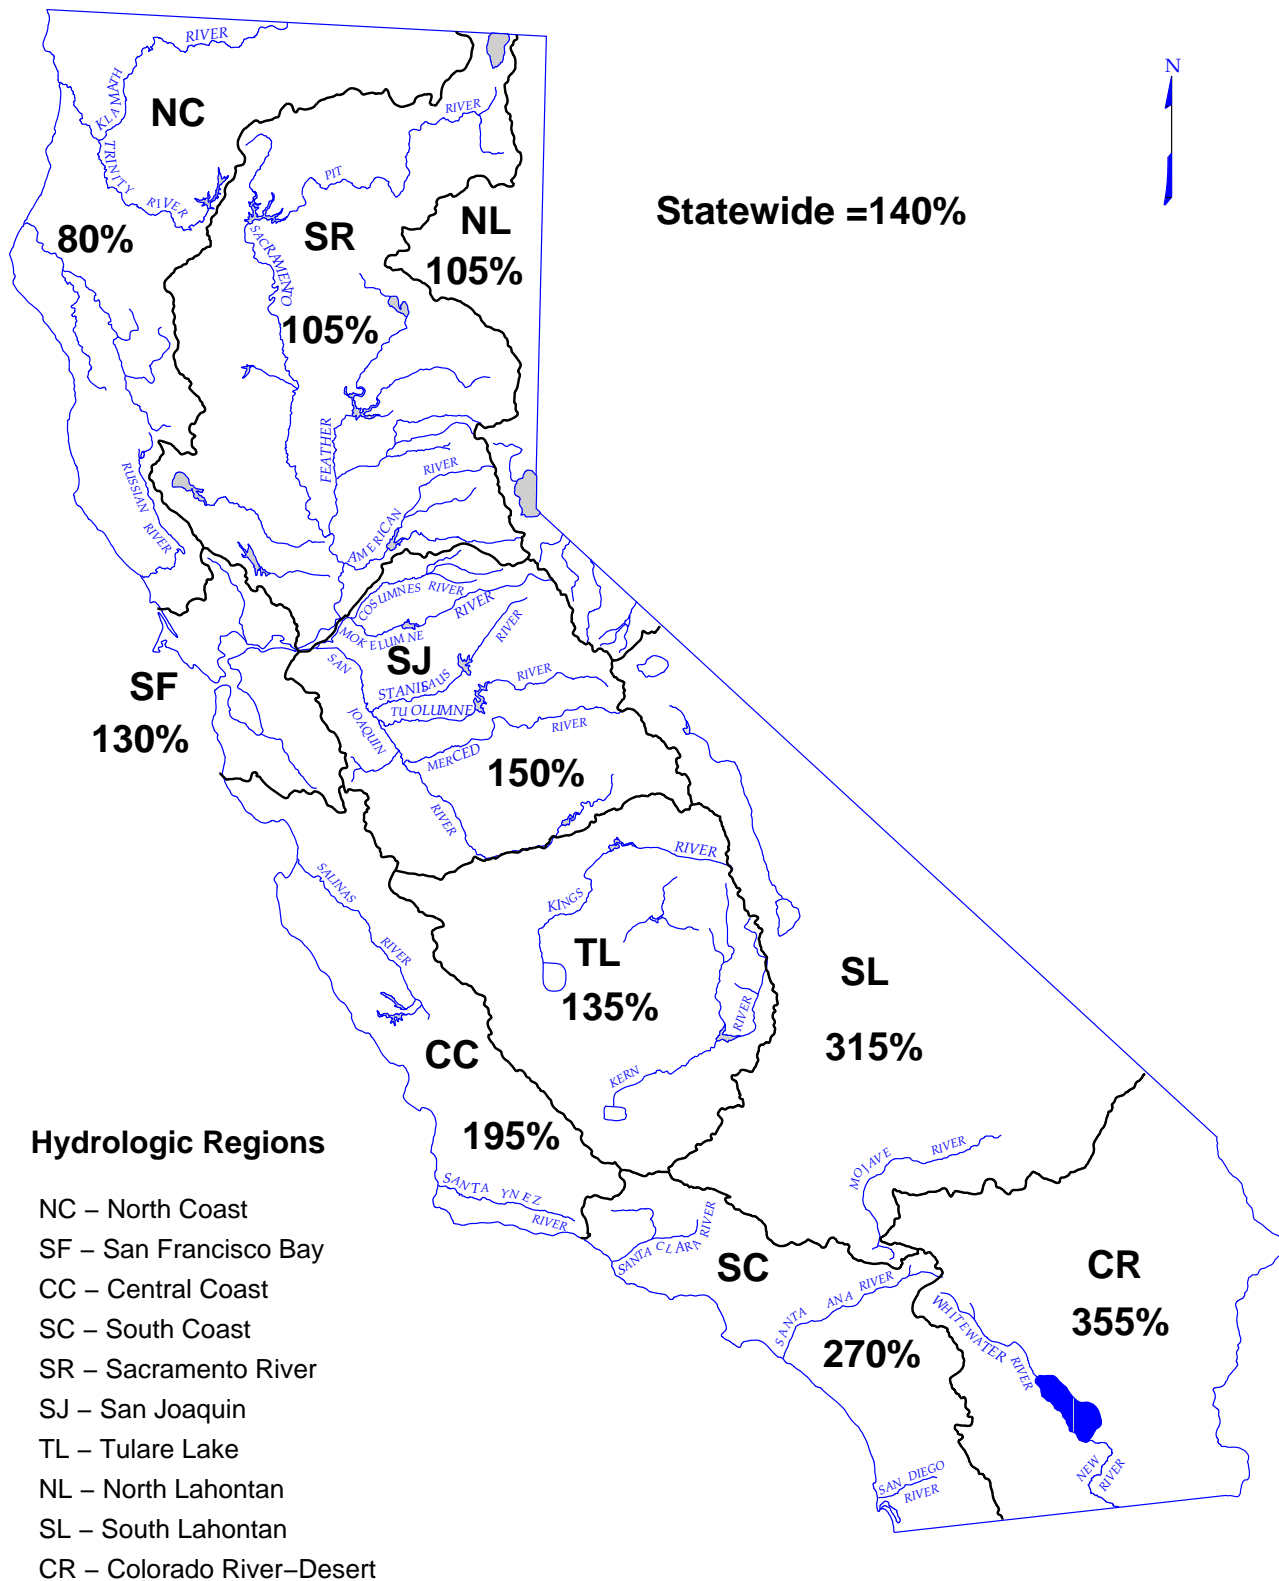 RIVER
N
KLAMATH
NC
RIVER
TRINITY
RIVER
PIT
Statewide =140%
NL
SR
80%
SACRAMENTO
105%
105%
FEATHER
RIVER
RUSSIAN RIVER
AMERICAN
COSUMNES RIVER
RIVER
MOKELUMNE
RIVER
SAN
SJ
SF
STANISLAUS
RIVER
TUOLUMNE
JOAQUIN
RIVER
130%
MERCED
150%
RIVER
RIVER
SALINAS
KINGS
RIVER
TL
SL
135%
RIVER
CC
315%
KERN
195%
MOJAVE
RIVER
SANTA YNEZ
RIVER
SANTA CLARA RIVER
SC
CR
SANTA ANA RIVER
WHITEWATER RIVER
355%
270%
NEW
RIVER
SAN DIEGO
RIVER
Hydrologic Regions
NC – North Coast
SF – San Francisco Bay
CC – Central Coast
SC – South Coast
SR – Sacramento River
SJ – San Joaquin
TL – Tulare Lake
NL – North Lahontan
SL – South Lahontan
CR – Colorado River–Desert